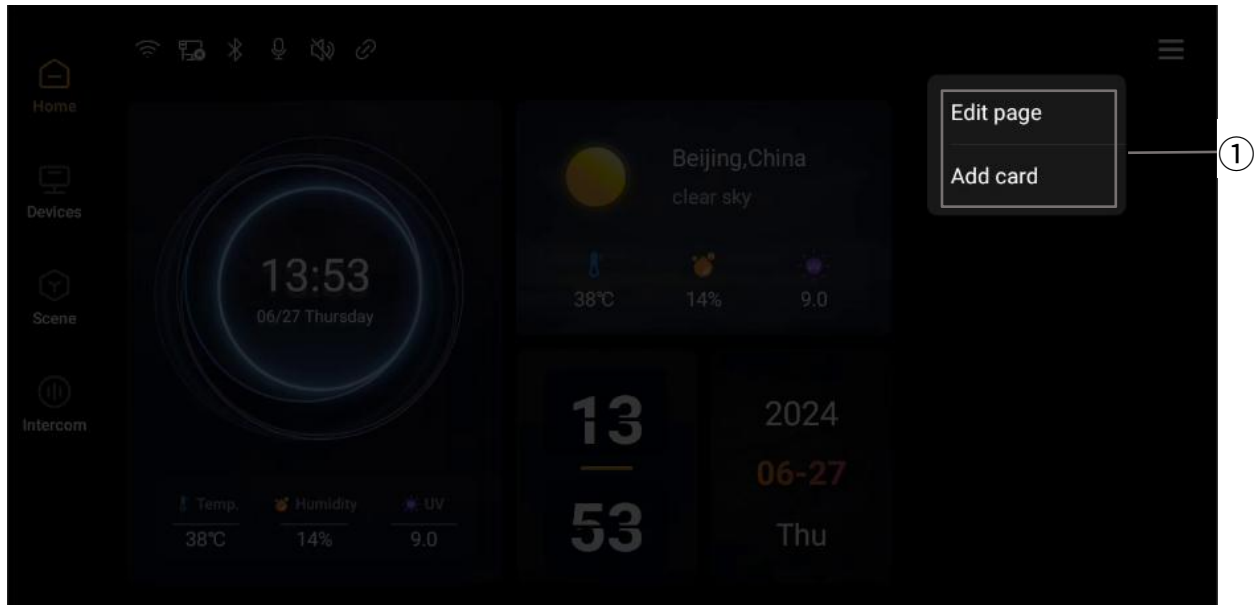 Home
Devices
Scene
Intercom
13:53
06/27 Thursday
Temp. Humidity UV
38℃ 14% 9.0
Beijing,China
clear sky
38℃ 14% 9.0
13
53
2024
06-27
Thu
Edit page
Add card
①